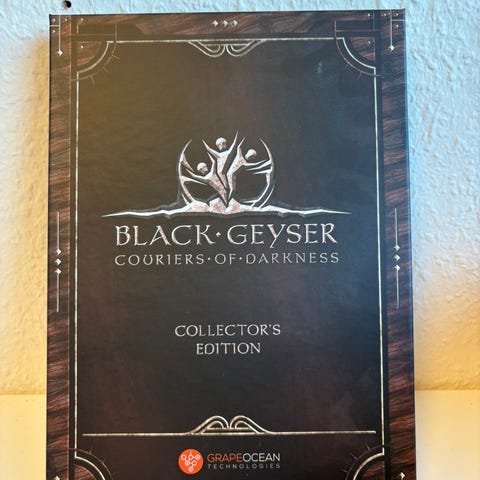 BLACK·GEYSER
COURIERS·OF·DARKNESS
COLLECTOR'S
EDITION
GRAPEOCEAN
TECHNOLOGIES